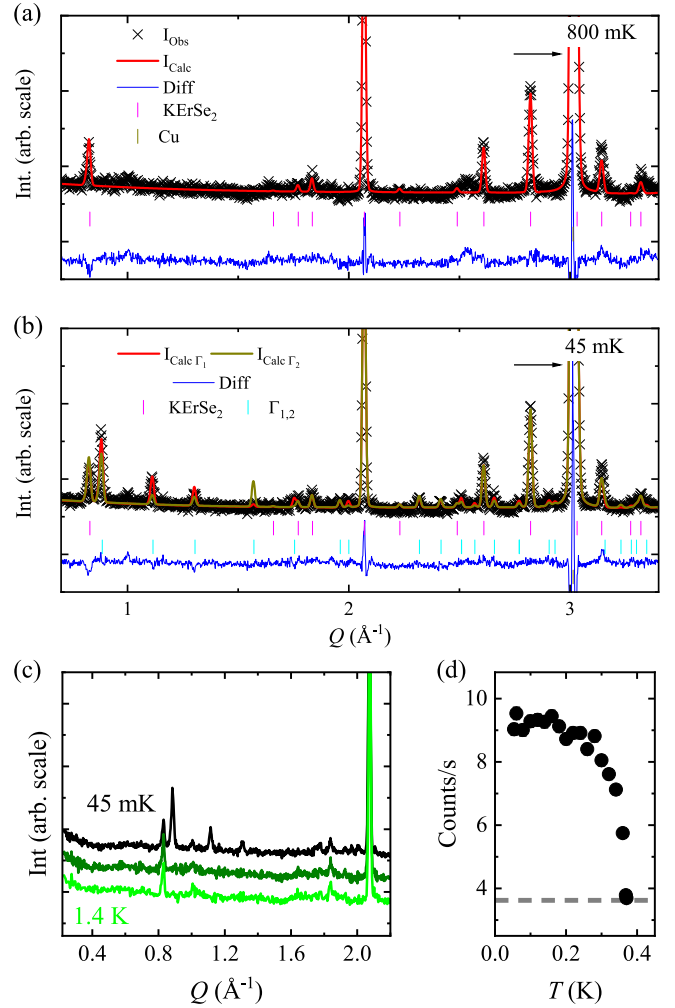 (a)
800 mK
I_Obs
I_Calc
Diff
KErSe₂
Cu
Int. (arb. scale)
(b)
45 mK
I_Calc Γ₁ I_Calc Γ₂
Diff
KErSe₂ Γ₁,₂
Int. (arb. scale)
1 2 3
Q (Å⁻¹)
(c)
45 mK
1.4 K
Int (arb. scale)
0.4 1.0 1.6 2.2
Q (Å⁻¹)
(d)
10
8
6
4
2
Counts/s
0.0 0.2 0.4
T (K)